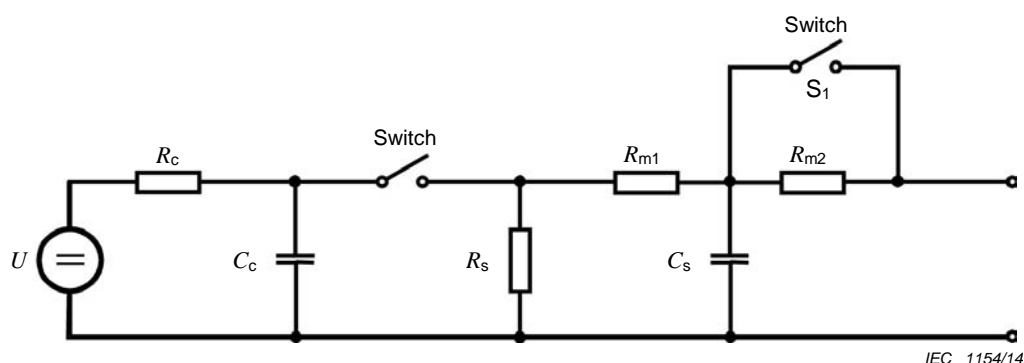 Switch
S1
Switch
Rc
Rm1
Rm2
U
Cc
Rs
Cs
IEC 1154/14